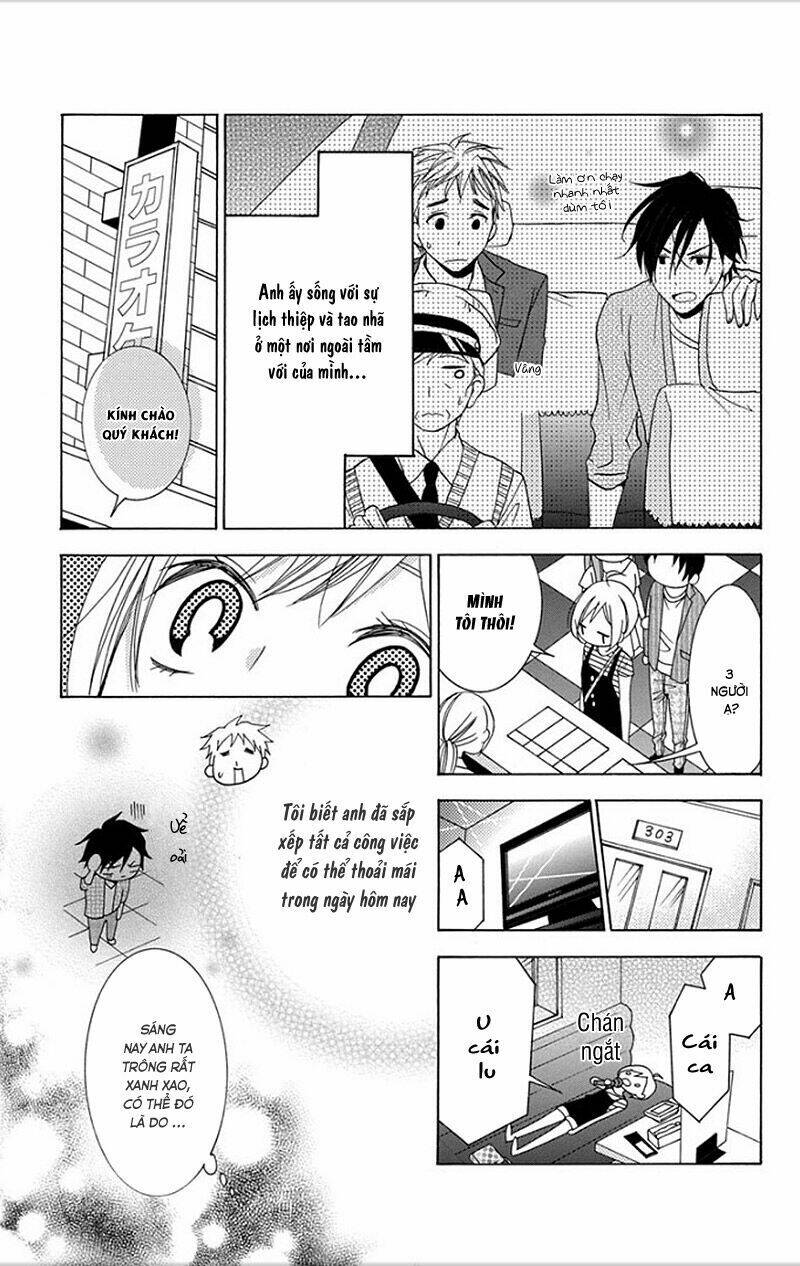 Làm ơn chạy
nhanh nhất
dùm tôi
Anh ấy sống với sự
lịch thiệp và tao nhã
ở một nơi ngoài tầm
với của mình...
Vâng
カラオケ
KÍNH CHÀO
QUÝ KHÁCH!
3
NGƯỜI
Ạ?
MÌNH
TÔI THÔI!
303
A
A
A
Cái
ca
Chán
ngắt
U
cái
lu
Tôi biết anh đã sắp
xếp tất cả công việc
để có thể thoải mái
trong ngày hôm nay
Uể
oải
SÁNG
NAY ANH TA
TRÔNG RẤT
XANH XAO,
CÓ THỂ ĐÓ
LÀ DO ...